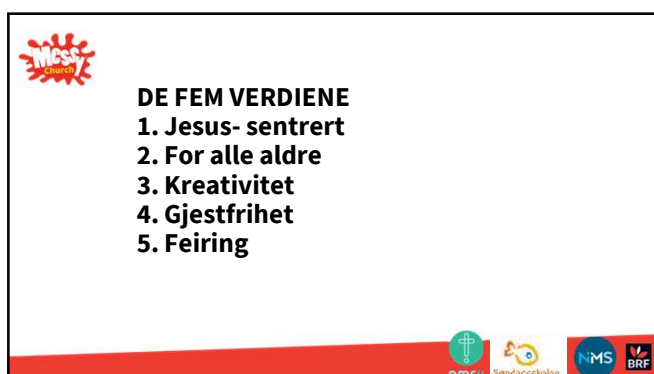 Messy
Church
DE FEM VERDIENE
1. Jesus- sentrert
2. For alle aldre
3. Kreativitet
4. Gjestfrihet
5. Feiring
NMS
BRF